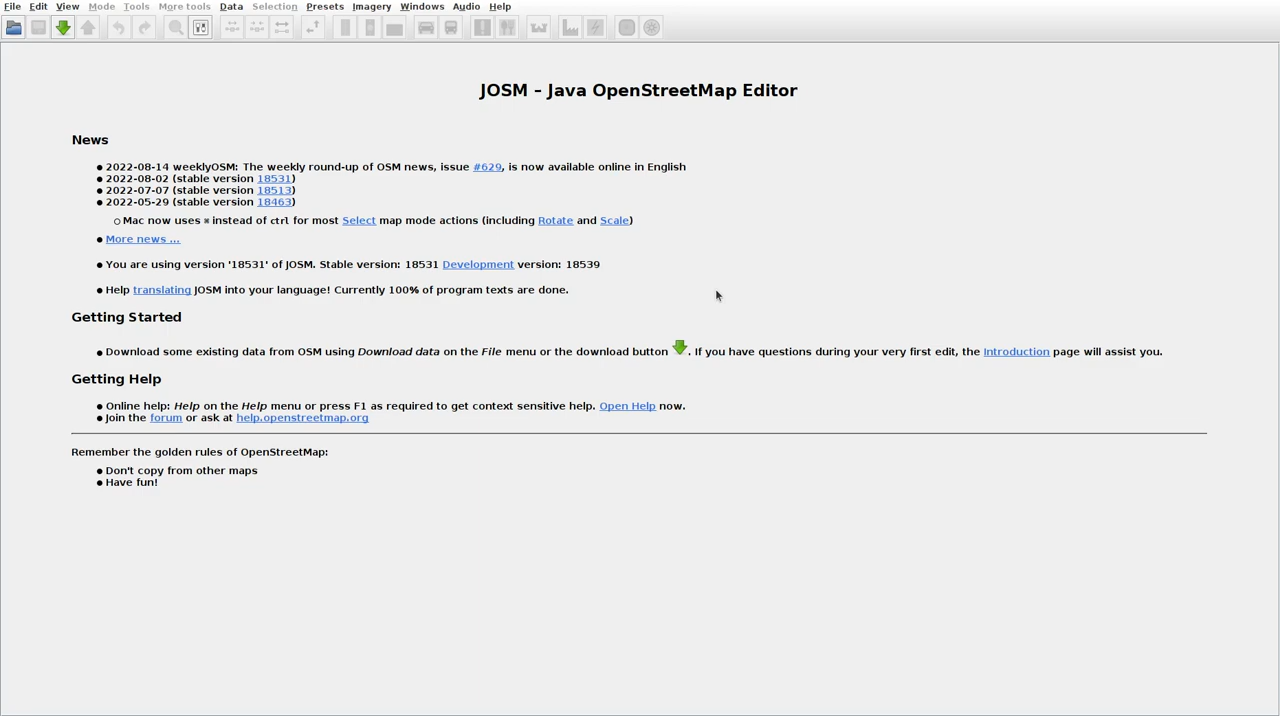 File Edit View Mode Tools More tools Data Selection Presets Imagery Windows Audio Help
JOSM – Java OpenStreetMap Editor
News
● 2022-08-14 weeklyOSM: The weekly round-up of OSM news, issue #629, is now available online in English
● 2022-08-02 (stable version 18531)
● 2022-07-07 (stable version 18513)
● 2022-05-29 (stable version 18463)
○ Mac now uses ⌘ instead of ctrl for most Select map mode actions (including Rotate and Scale)
● More news ...
● You are using version '18531' of JOSM. Stable version: 18531 Development version: 18539
● Help translating JOSM into your language! Currently 100% of program texts are done.
Getting Started
● Download some existing data from OSM using Download data on the File menu or the download button . If you have questions during your very first edit, the Introduction page will assist you.
Getting Help
● Online help: Help on the Help menu or press F1 as required to get context sensitive help. Open Help now.
● Join the forum or ask at help.openstreetmap.org
Remember the golden rules of OpenStreetMap:
● Don't copy from other maps
● Have fun!